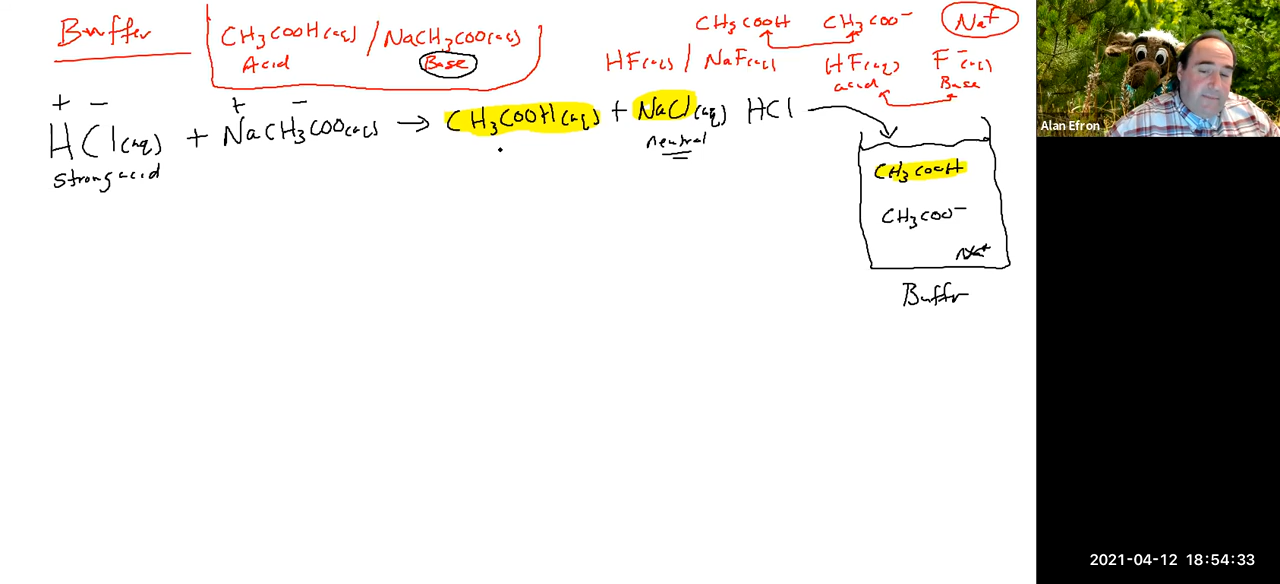 Buffer
CH3COOH(aq) / NaCH3COO(aq)
Acid Base
CH3COOH CH3COO⁻ Na⁺
HF(aq) / NaF(aq) HF(aq) F⁻(aq)
acid Base
+ − + −
HCl(aq) + NaCH3COO(aq) → CH3COOH(aq) + NaCl(aq) HCl
strong acid neutral
CH3COOH
CH3COO⁻
Na⁺
Buffer
Alan Efron
2021-04-12 18:54:33